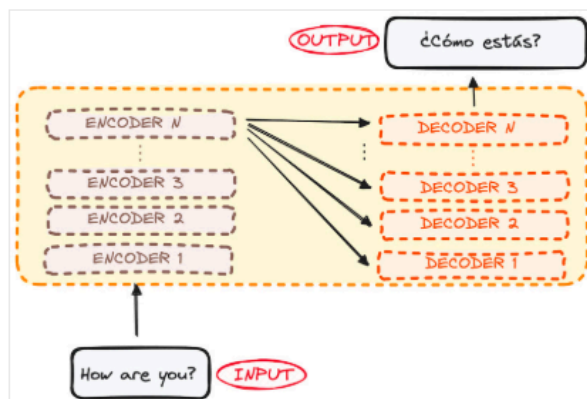 OUTPUT
¿Cómo estás?
ENCODER N
DECODER N
ENCODER 3
DECODER 3
ENCODER 2
DECODER 2
ENCODER 1
DECODER 1
How are you?
INPUT